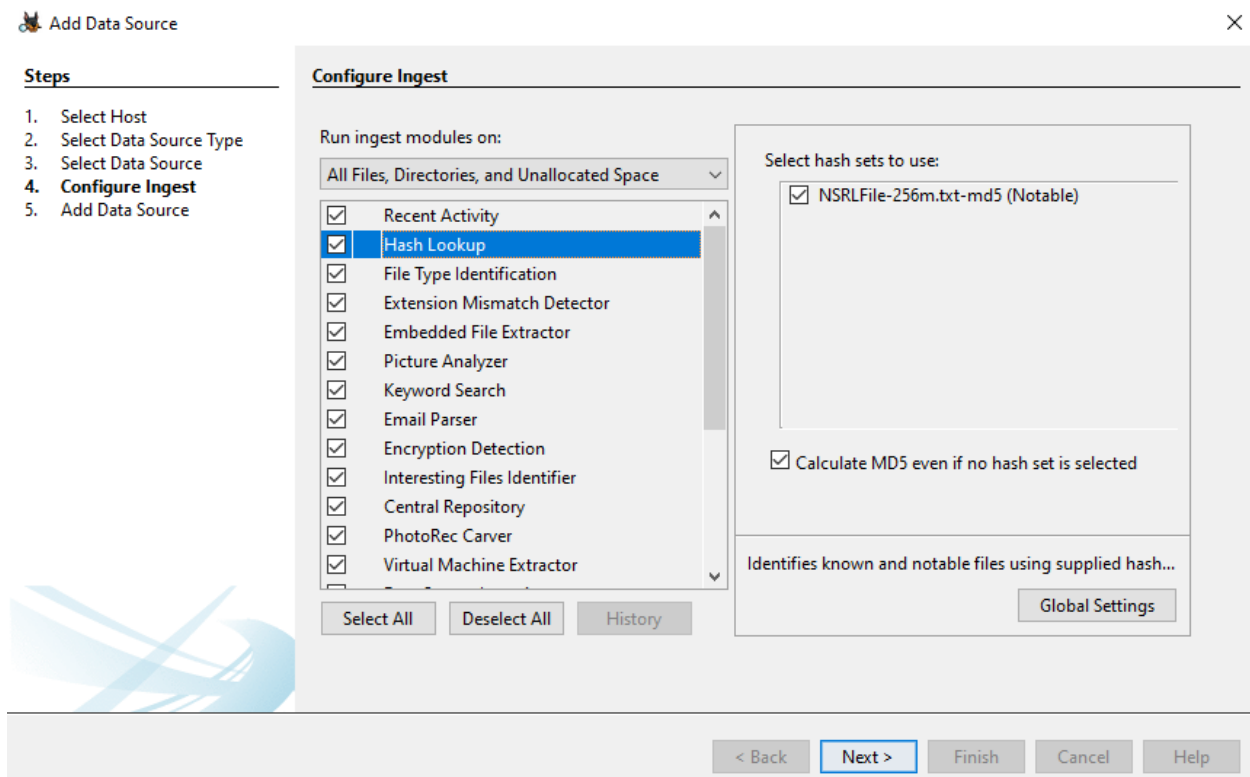 Add Data Source
Steps
1. Select Host
2. Select Data Source Type
3. Select Data Source
4. Configure Ingest
5. Add Data Source
Configure Ingest
Run ingest modules on:
All Files, Directories, and Unallocated Space
Recent Activity
Hash Lookup
File Type Identification
Extension Mismatch Detector
Embedded File Extractor
Picture Analyzer
Keyword Search
Email Parser
Encryption Detection
Interesting Files Identifier
Central Repository
PhotoRec Carver
Virtual Machine Extractor
Select All Deselect All History
Select hash sets to use:
NSRLFile-256m.txt-md5 (Notable)
Calculate MD5 even if no hash set is selected
Identifies known and notable files using supplied hash...
Global Settings
< Back Next > Finish Cancel Help